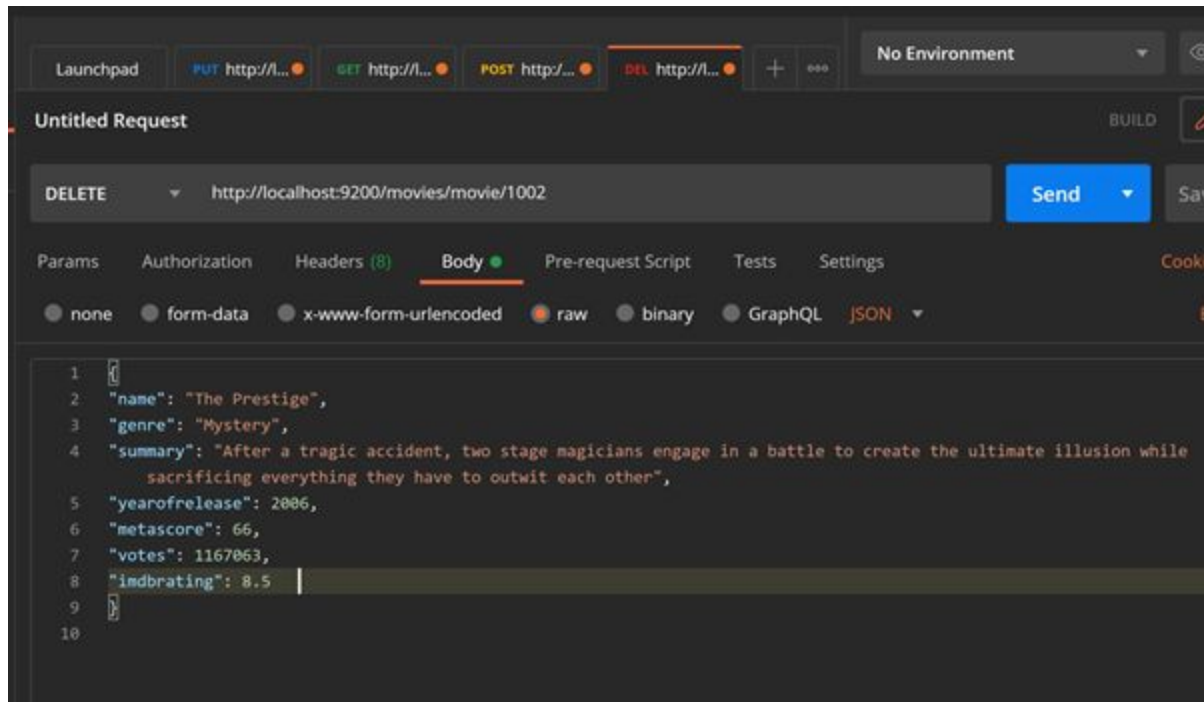 Launchpad PUT http://l... GET http://l... POST http:/... DEL http://l... + ooo No Environment
Untitled Request BUILD
DELETE http://localhost:9200/movies/movie/1002 Send Sav
Params Authorization Headers (8) Body Pre-request Script Tests Settings Cooki
none form-data x-www-form-urlencoded raw binary GraphQL JSON
1 {
2 "name": "The Prestige",
3 "genre": "Mystery",
4 "summary": "After a tragic accident, two stage magicians engage in a battle to create the ultimate illusion while
sacrificing everything they have to outwit each other",
5 "yearofrelease": 2006,
6 "metascore": 66,
7 "votes": 1167063,
8 "imdbrating": 8.5
9 }
10